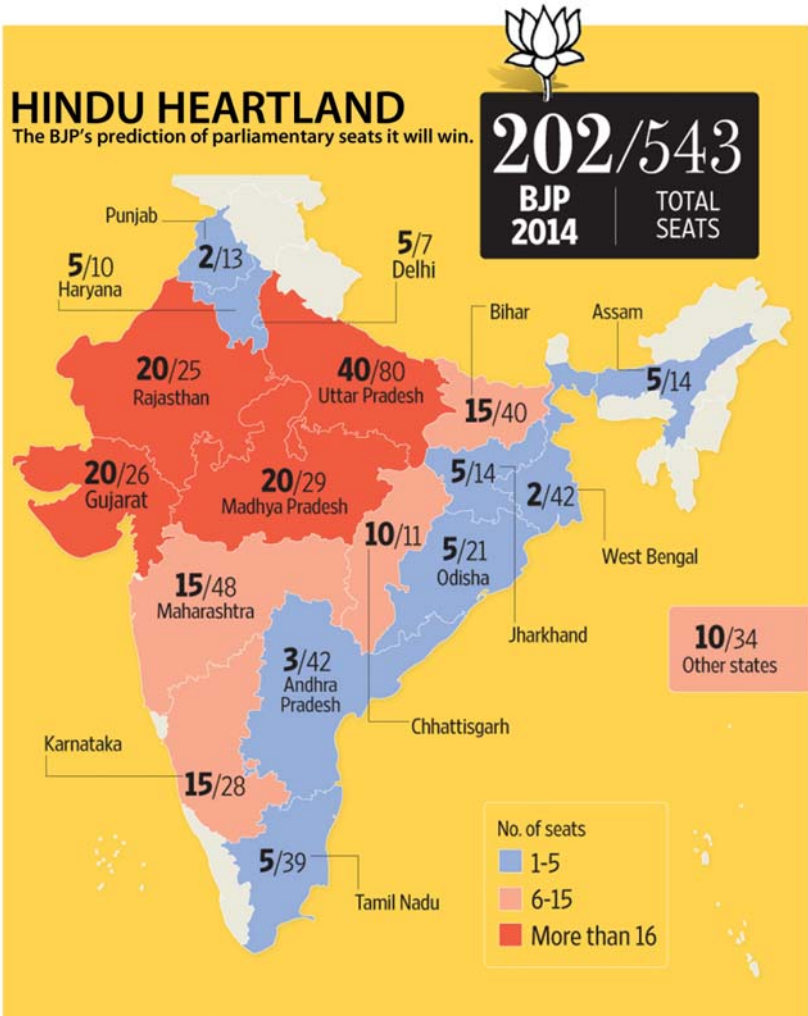 HINDU HEARTLAND
The BJP's prediction of parliamentary seats it will win.
202/543
BJP
2014
TOTAL
SEATS
Punjab
2/13
5/10
Haryana
5/7
Delhi
Bihar
Assam
20/25
Rajasthan
40/80
Uttar Pradesh
15/40
5/14
20/26
Gujarat
20/29
Madhya Pradesh
5/14
2/42
10/11
5/21
Odisha
West Bengal
15/48
Maharashtra
Jharkhand
10/34
Other states
3/42
Andhra
Pradesh
Chhattisgarh
Karnataka
15/28
5/39
Tamil Nadu
No. of seats
1-5
6-15
More than 16